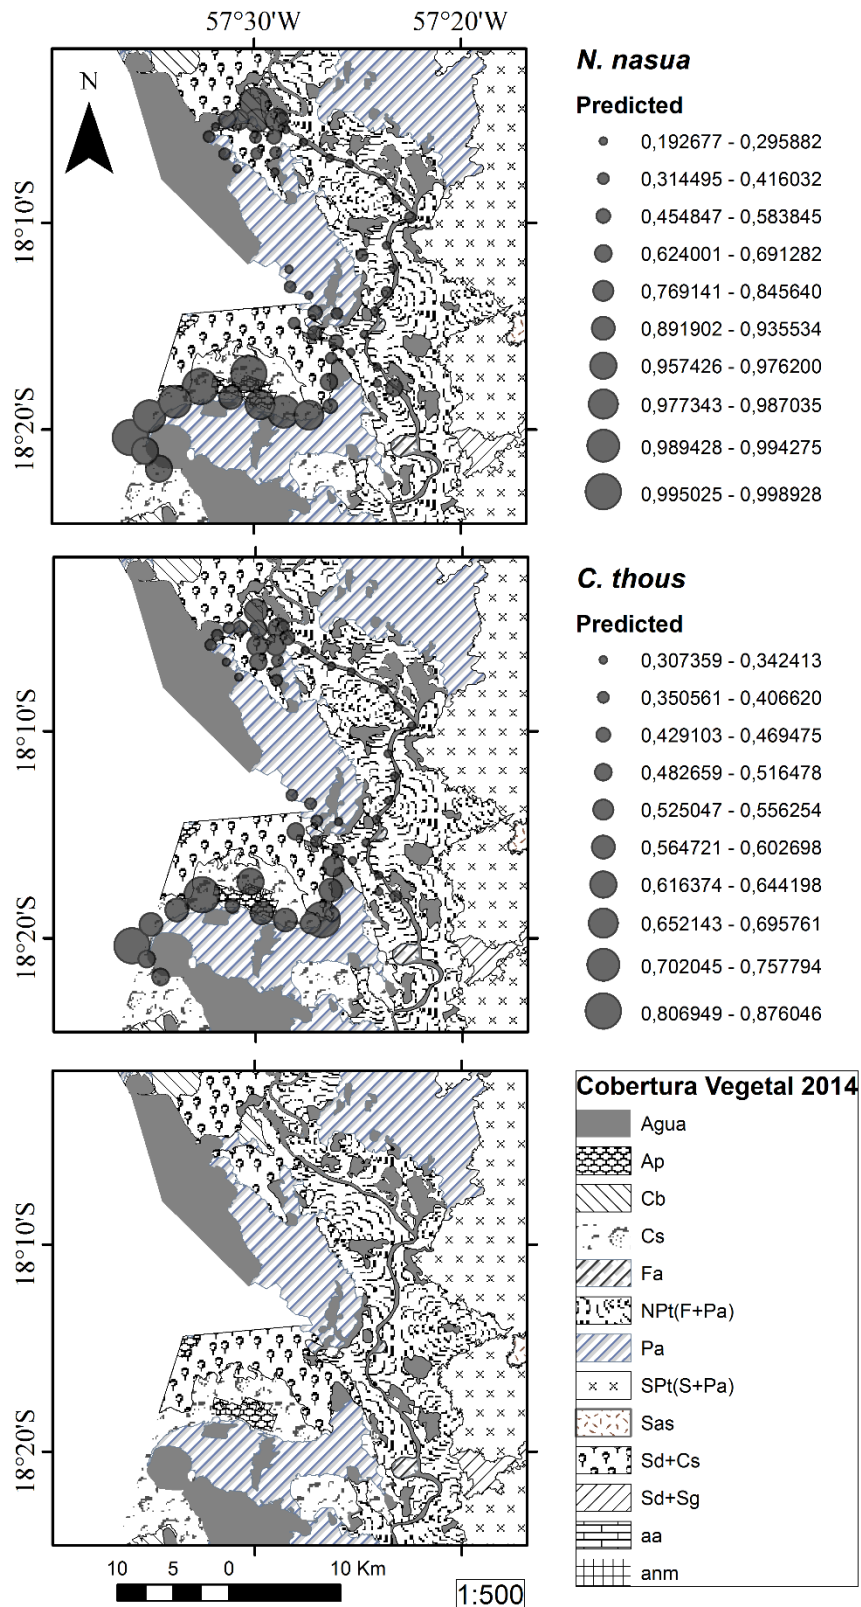 57°30'W 57°20'W
N
18°10'S
18°20'S
N. nasua
Predicted
0,192677 - 0,295882
0,314495 - 0,416032
0,454847 - 0,583845
0,624001 - 0,691282
0,769141 - 0,845640
0,891902 - 0,935534
0,957426 - 0,976200
0,977343 - 0,987035
0,989428 - 0,994275
0,995025 - 0,998928
18°10'S
18°20'S
C. thous
Predicted
0,307359 - 0,342413
0,350561 - 0,406620
0,429103 - 0,469475
0,482659 - 0,516478
0,525047 - 0,556254
0,564721 - 0,602698
0,616374 - 0,644198
0,652143 - 0,695761
0,702045 - 0,757794
0,806949 - 0,876046
18°10'S
18°20'S
Cobertura Vegetal 2014
Agua
Ap
Cb
Cs
Fa
NPt(F+Pa)
Pa
SPt(S+Pa)
Sas
Sd+Cs
Sd+Sg
aa
anm
10 5 0 10 Km
1:500